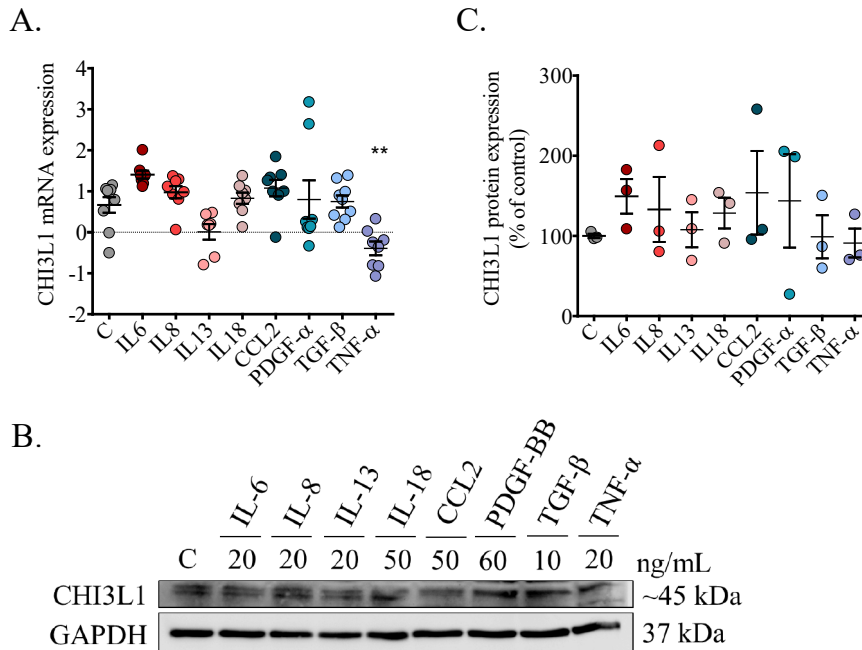 A.
CHI3L1 mRNA expression
4
3
2
1
0
-1
-2
**
C IL6 IL8 IL13 IL18 CCL2 PDGF-α TGF-β TNF-α
C.
CHI3L1 protein expression
(% of control)
300
200
100
0
C IL6 IL8 IL13 IL18 CCL2 PDGF-α TGF-β TNF-α
B.
IL-6 IL-8 IL-13 IL-18 CCL2 PDGF-BB TGF-β TNF-α
C 20 20 20 50 50 60 10 20 ng/mL
CHI3L1 ~45 kDa
GAPDH 37 kDa